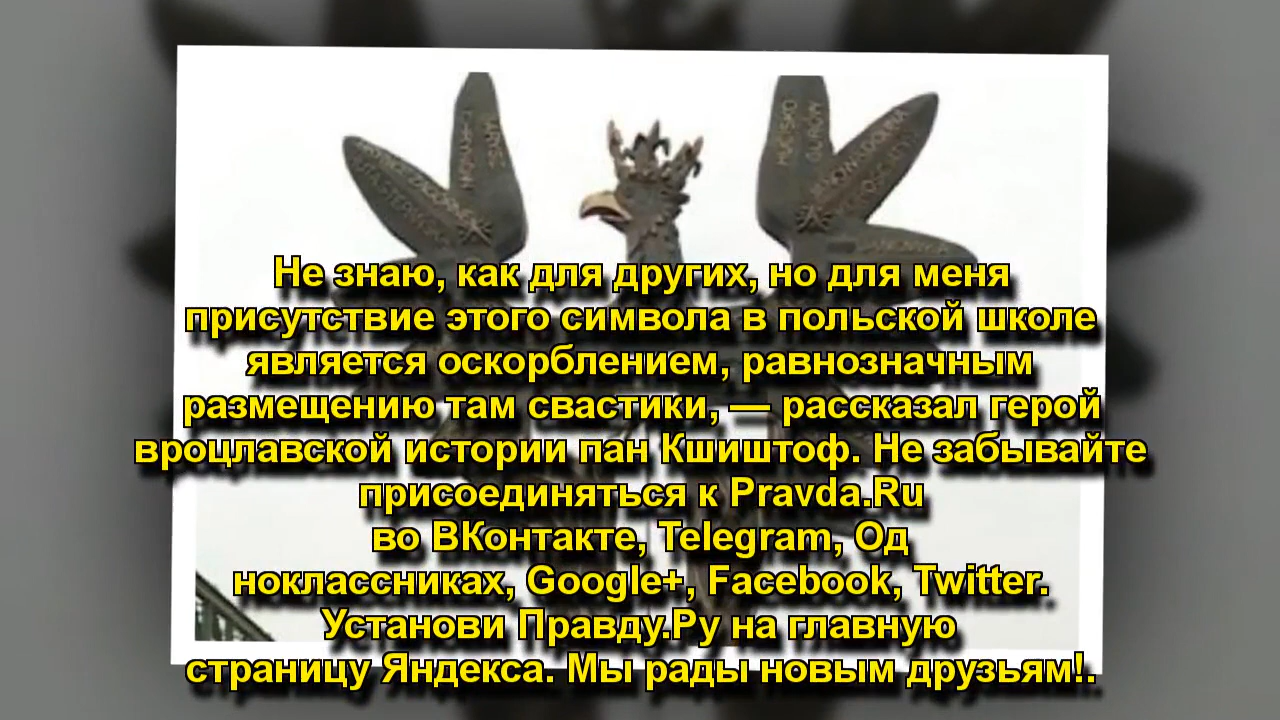 Не знаю, как для других, но для меня
присутствие этого символа в польской школе
является оскорблением, равнозначным
размещению там свастики, — рассказал герой
вроцлавской истории пан Кшиштоф. Не забывайте
присоединяться к Pravda.Ru
во ВКонтакте, Telegram, Од
ноклассниках, Google+, Facebook, Twitter.
Установи Правду.Ру на главную
страницу Яндекса. Мы рады новым друзьям!.